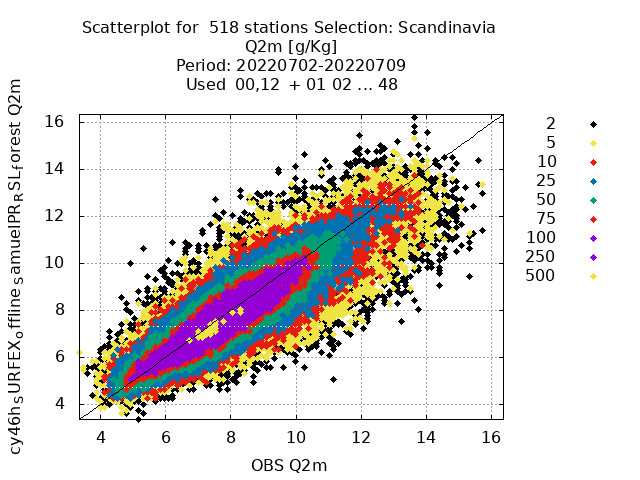 Scatterplot for 518 stations Selection: Scandinavia
Q2m [g/Kg]
Period: 20220702-20220709
Used 00,12 + 01 02 ... 48
cy46h_SURFEX_offline_samuelPR_RSL_forest Q2m
16
14
12
10
8
6
4
4 6 8 10 12 14 16
OBS Q2m
2
5
10
25
50
75
100
250
500